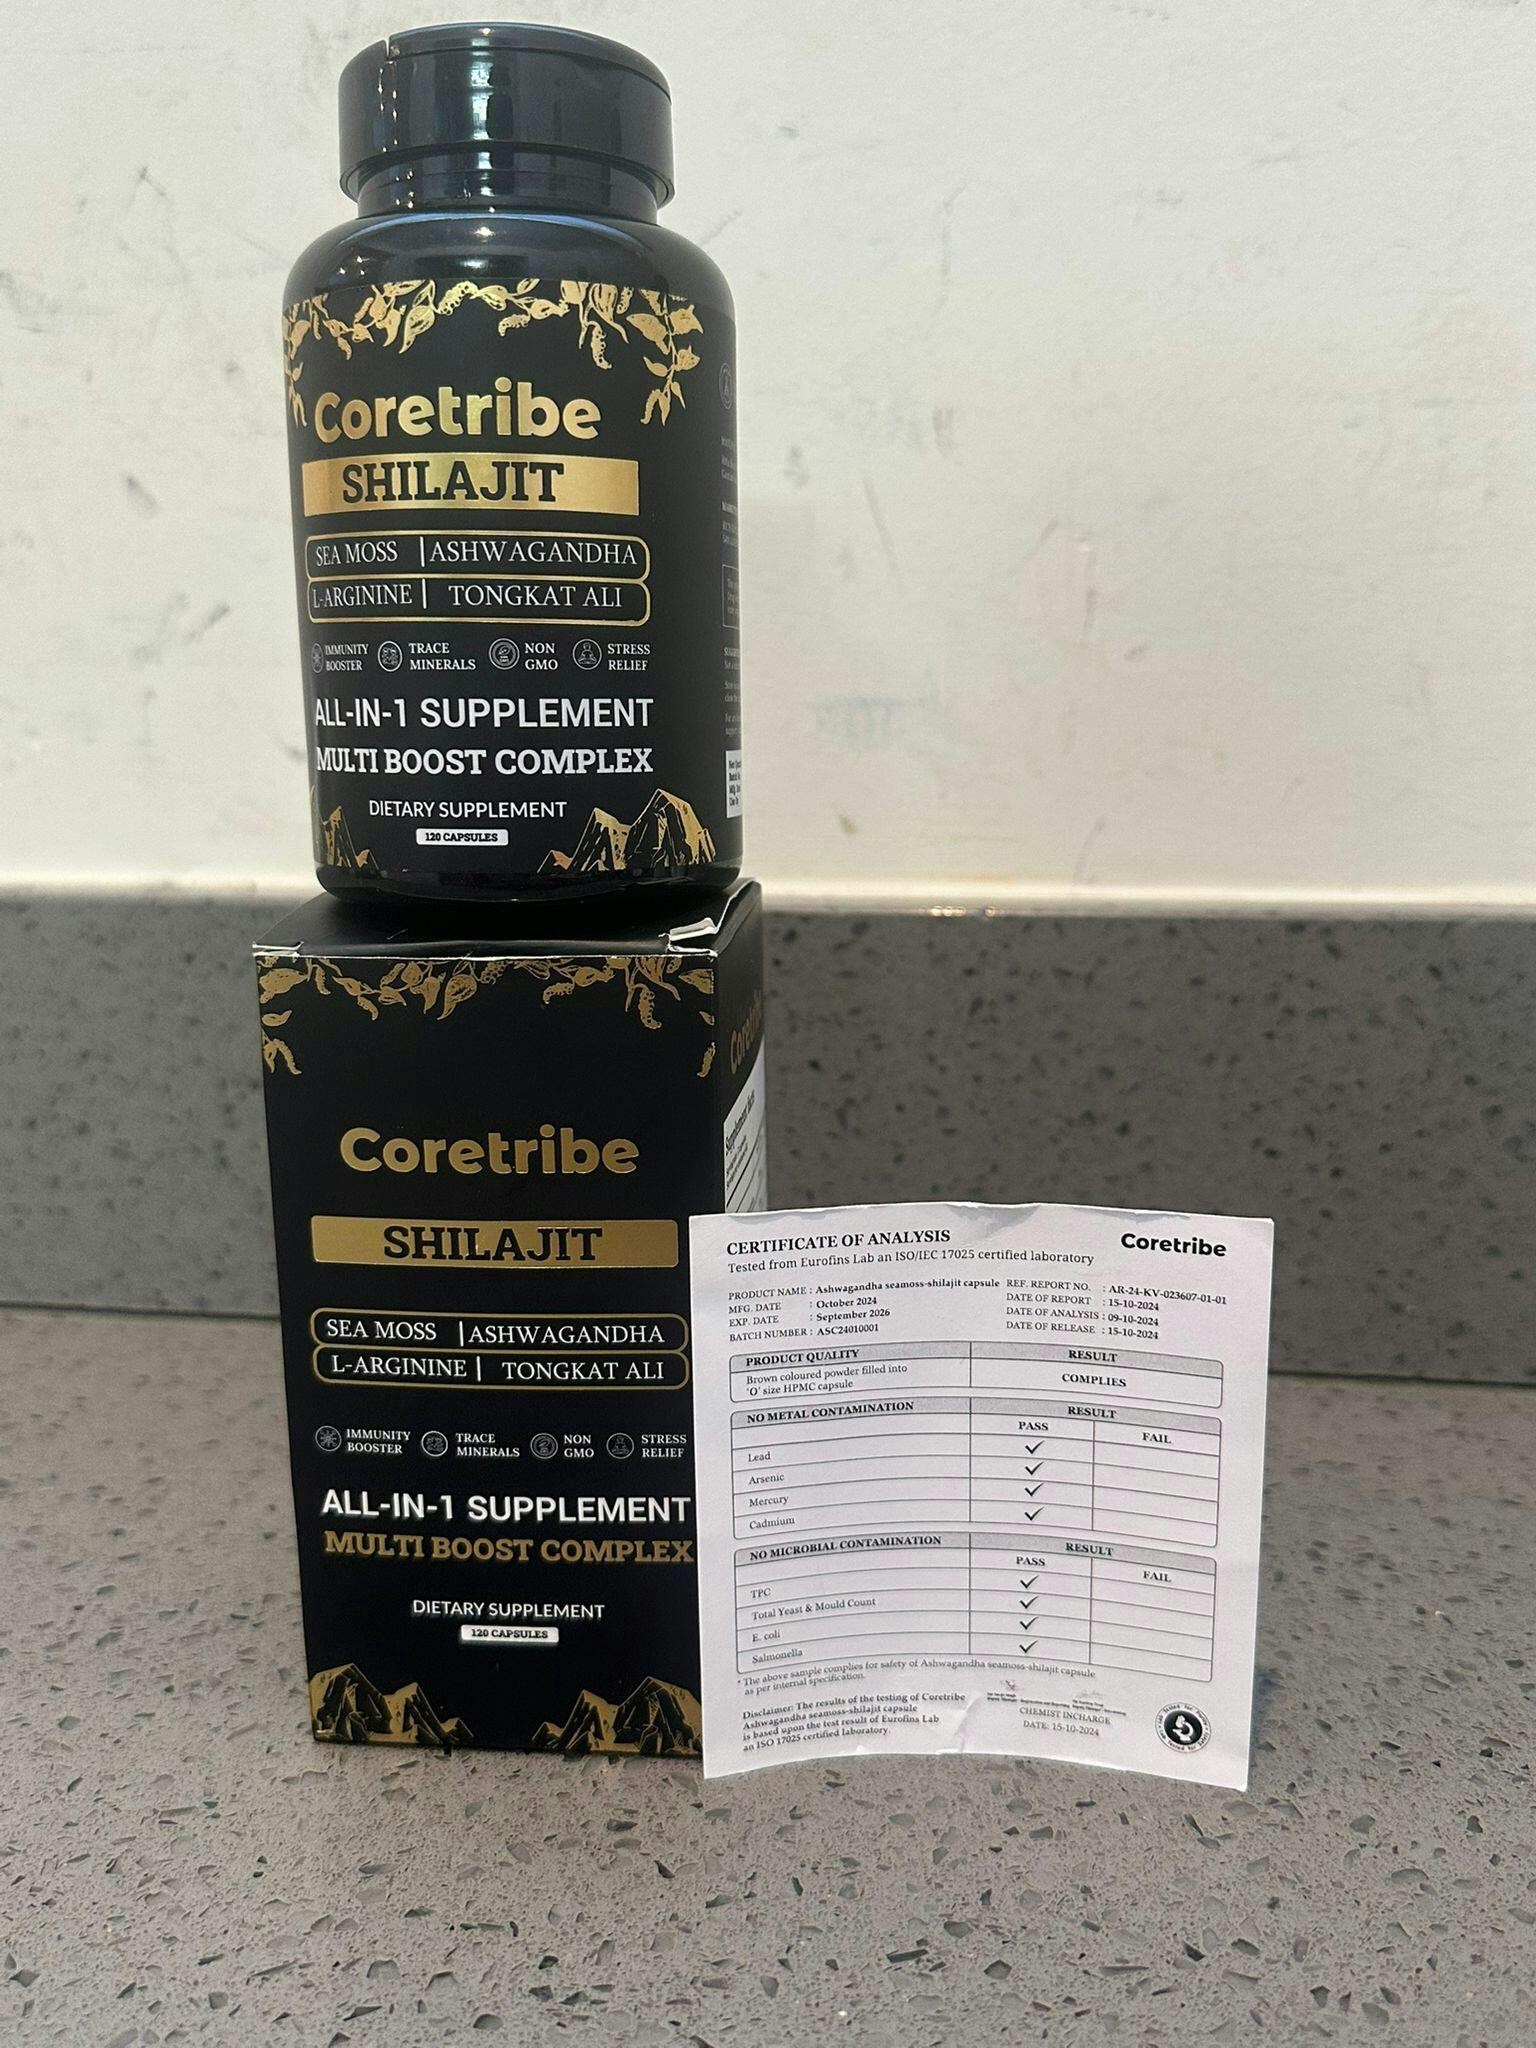 Coretribe
SHILAJIT
SEA MOSS | ASHWAGANDHA
L-ARGININE | TONGKAT ALI
IMMUNITY BOOSTER
TRACE MINERALS
NON GMO
STRESS RELIEF
ALL-IN-1 SUPPLEMENT
MULTI BOOST COMPLEX
DIETARY SUPPLEMENT
120 CAPSULES
Coretribe
SHILAJIT
SEA MOSS | ASHWAGANDHA
L-ARGININE | TONGKAT ALI
IMMUNITY BOOSTER
TRACE MINERALS
NON GMO
STRESS RELIEF
ALL-IN-1 SUPPLEMENT
MULTI BOOST COMPLEX
DIETARY SUPPLEMENT
120 CAPSULES
Coretribe
Supplement Facts
CERTIFICATE OF ANALYSIS
Coretribe
Tested from Eurofins Lab an ISO/IEC 17025 certified laboratory
PRODUCT NAME : Ashwagandha seamoss-shilajit capsule
MFG. DATE : October 2024
EXP. DATE : September 2026
BATCH NUMBER : ASC24010001
REF. REPORT NO. : AR-24-KV-023607-01-01
DATE OF REPORT : 15-10-2024
DATE OF ANALYSIS : 09-10-2024
DATE OF RELEASE : 15-10-2024
PRODUCT QUALITY RESULT
Brown coloured powder filled into
'O' size HPMC capsule
COMPLIES
NO METAL CONTAMINATION RESULT
PASS FAIL
Lead ✓
Arsenic ✓
Mercury ✓
Cadmium ✓
NO MICROBIAL CONTAMINATION RESULT
PASS FAIL
TPC ✓
Total Yeast & Mould Count ✓
E. coli ✓
Salmonella ✓
* The above sample complies for safety of Ashwagandha seamoss-shilajit capsule
as per internal specification.
Disclaimer: The results of the testing of Coretribe
Ashwagandha seamoss-shilajit capsule
is based upon the test result of Eurofins Lab
an ISO 17025 certified laboratory.
CHEMIST INCHARGE
DATE: 15-10-2024